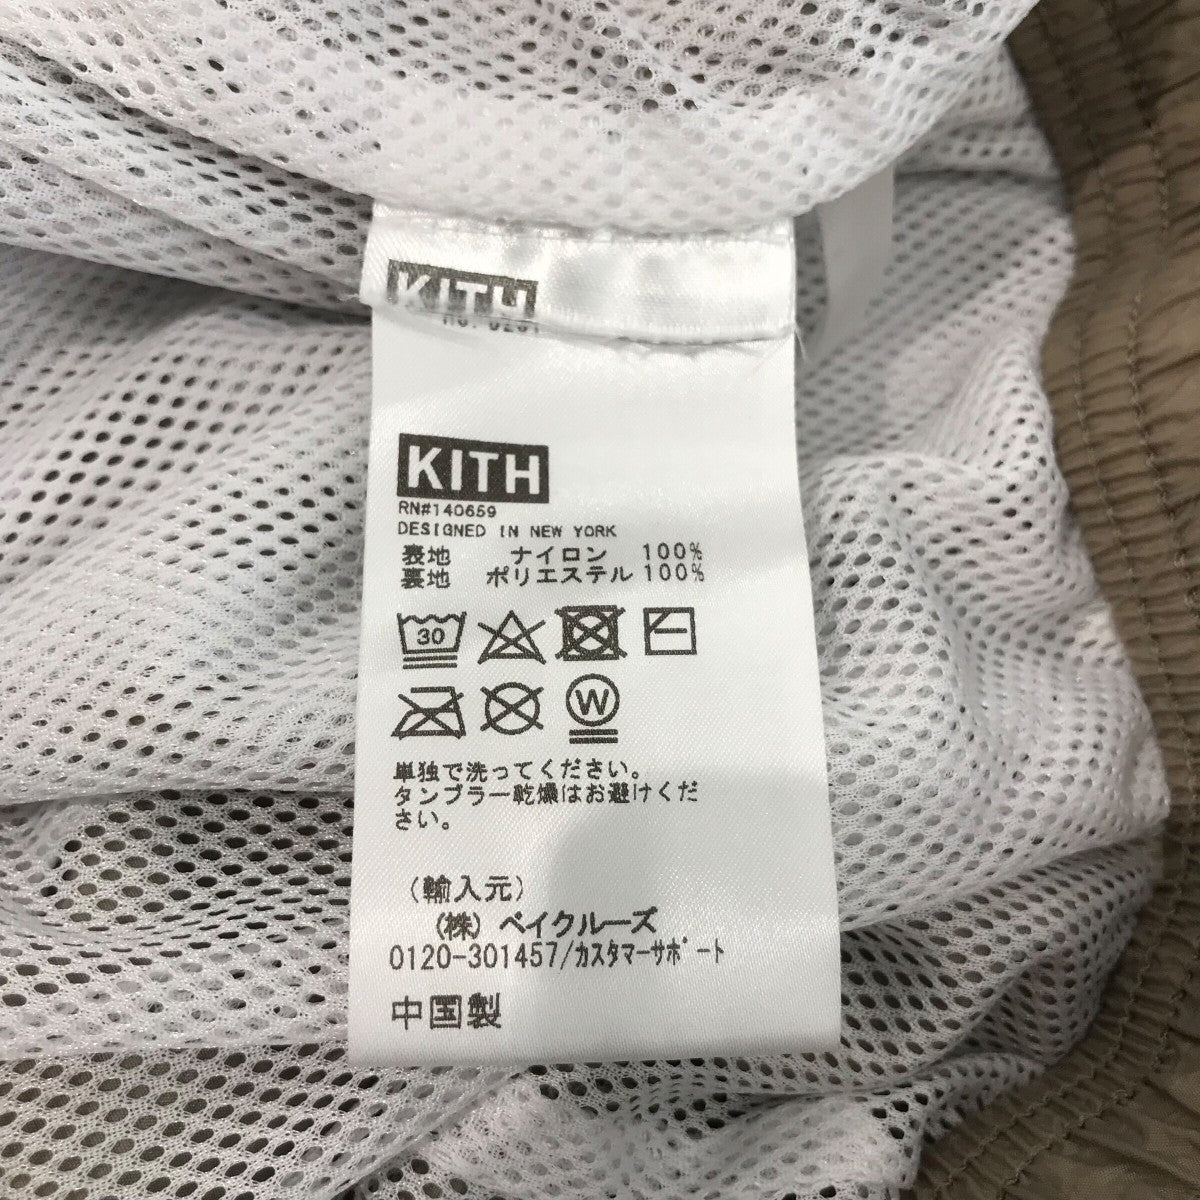 KITH
KITH
RN#140659
DESIGNED IN NEW YORK
表地 ナイロン 100%
裏地 ポリエステル 100%
30
W
単独で洗ってください。
タンブラー乾燥はお避けくだ
さい。
(輸入元)
(株) ベイクルーズ
0120-301457/カスタマーサポート
中国製